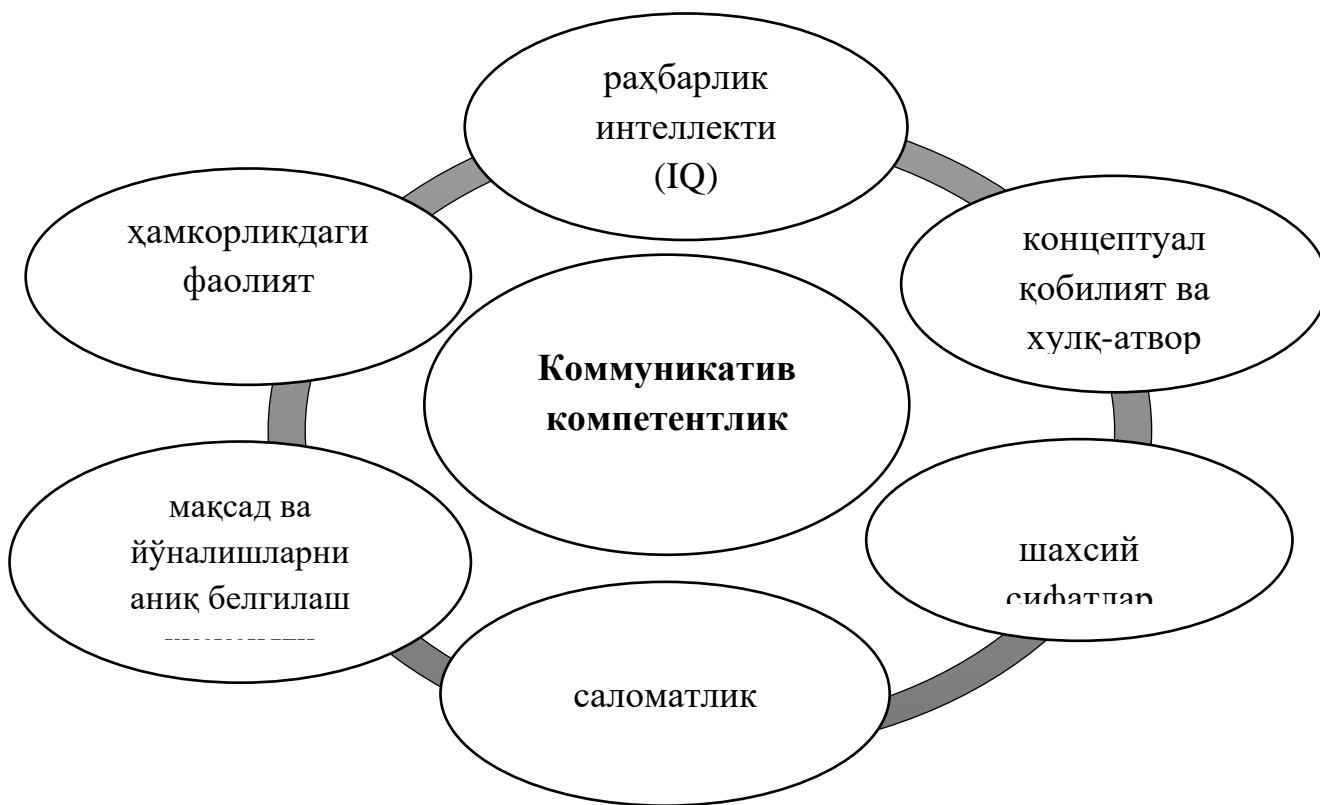 раҳбарлик
интеллекти
(IQ)
концептуал
қобилият ва
хулқ-атвор
шахсий
сифатлар
саломатлик
мақсад ва
йўналишларни
аниқ белгилаш
ҳамкорликдаги
фаолият
Коммуникатив
компетентлик